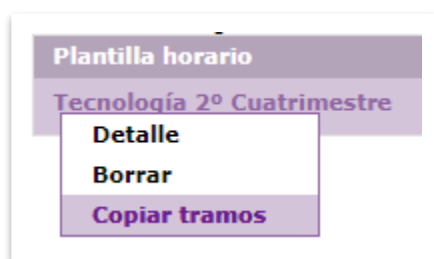 Plantilla horario
Tecnología 2º Cuatrimestre
Detalle
Borrar
Copiar tramos